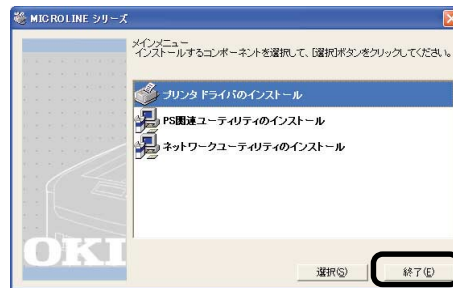 MICROLINE シリーズ
メインメニュー
インストールするコンポーネントを選択して、[選択]ボタンをクリックしてください。
プリンタドライバのインストール
PS関連ユーティリティのインストール
ネットワークユーティリティのインストール
OKI
選択(S)
終了(E)